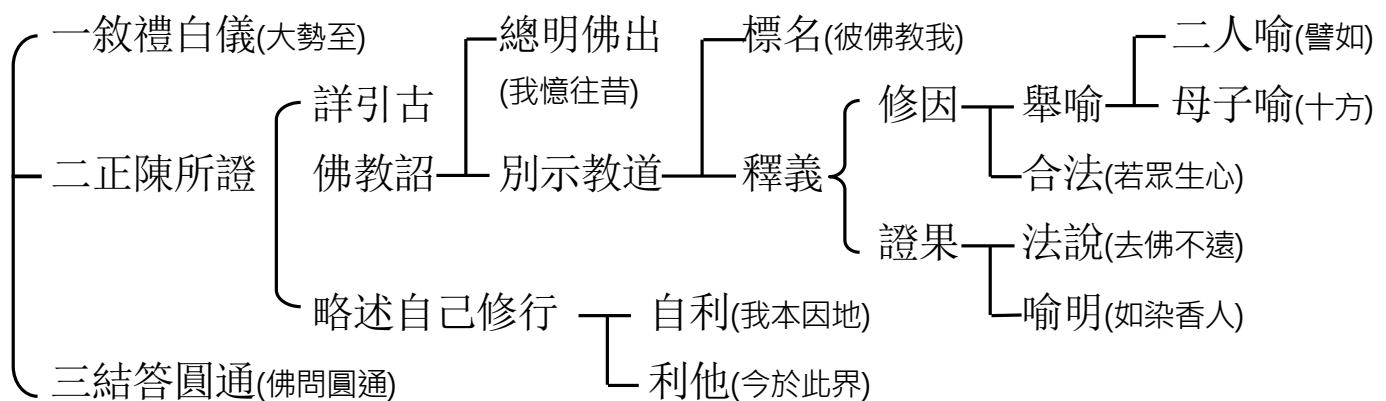 一敘禮白儀(大勢至)
總明佛出
(我憶往昔)
標名(彼佛教我)
二人喻(譬如)
詳引古
佛教詔
修因
舉喻
母子喻(十方)
二正陳所證
別示教道
釋義
合法(若眾生心)
證果
法說(去佛不遠)
略述自己修行
自利(我本因地)
喻明(如染香人)
三結答圓通(佛問圓通)
利他(今於此界)